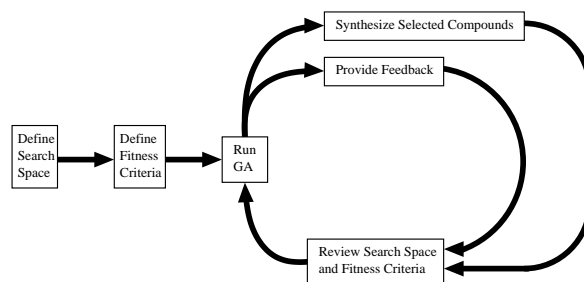 Synthesize Selected Compounds
Provide Feedback
Define
Search
Space
Define
Fitness
Criteria
Run
GA
Review Search Space
and Fitness Criteria